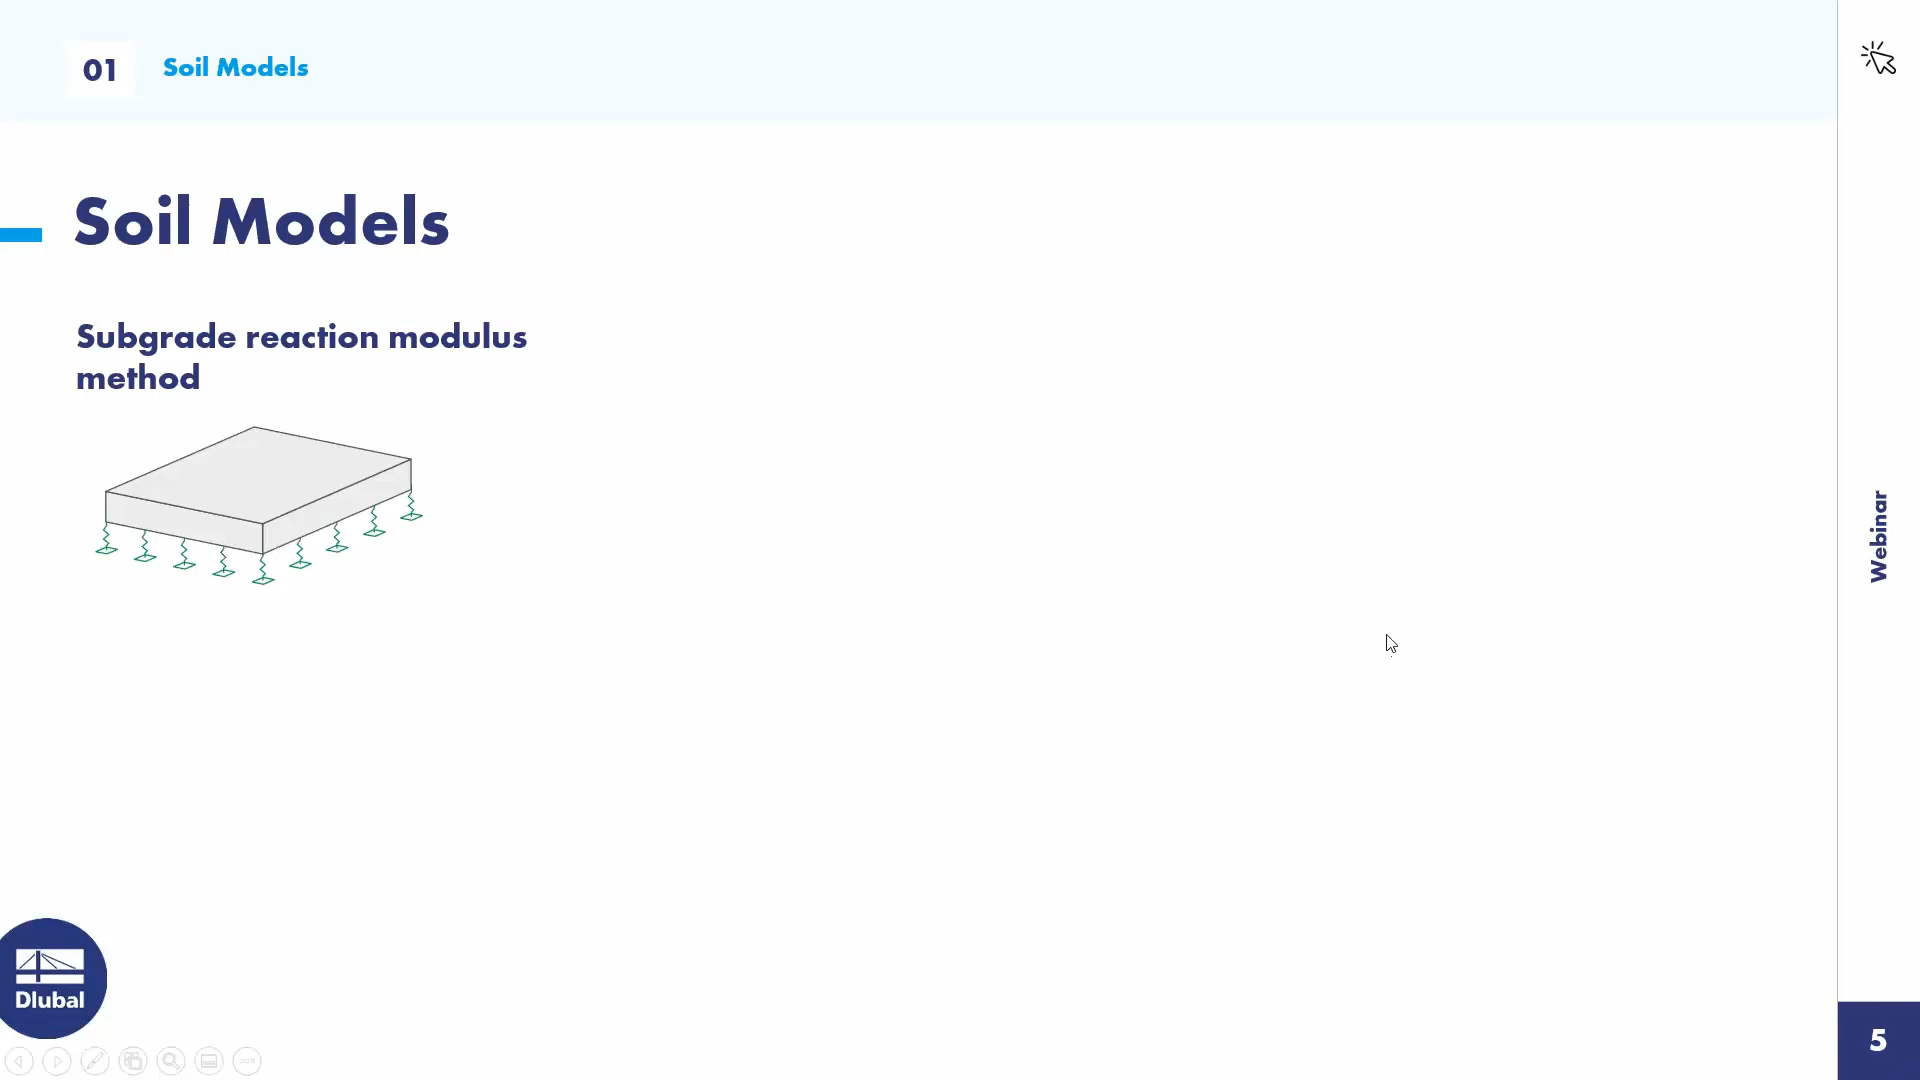 01
Soil Models
Soil Models
Subgrade reaction modulus
method
Webinar
Dlubal
5